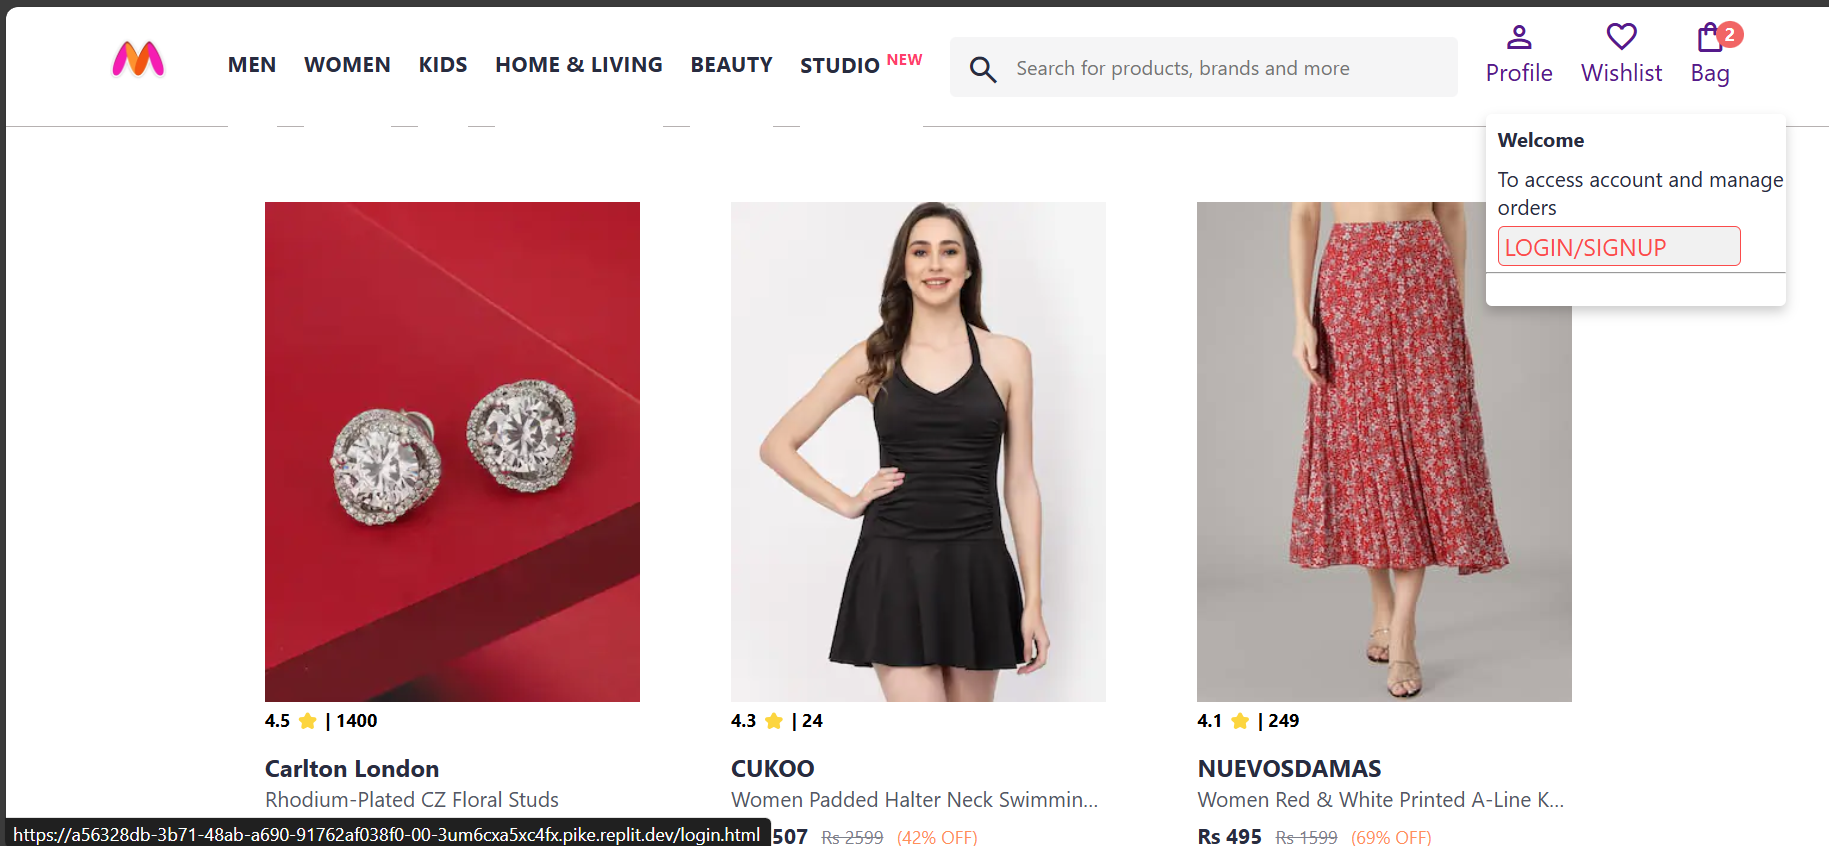 MEN WOMEN KIDS HOME & LIVING BEAUTY STUDIO NEW
Search for products, brands and more
Profile Wishlist Bag 2
Welcome
To access account and manage
orders
LOGIN/SIGNUP
4.5 | 1400
Carlton London
Rhodium-Plated CZ Floral Studs
4.3 | 24
CUKOO
Women Padded Halter Neck Swimmin...
507 Rs 2599 (42% OFF)
4.1 | 249
NUEVOSDAMAS
Women Red & White Printed A-Line K...
Rs 495 Rs 1599 (69% OFF)
https://a56328db-3b71-48ab-a690-91762af038f0-00-3um6cxa5xc4fx.pike.replit.dev/login.html